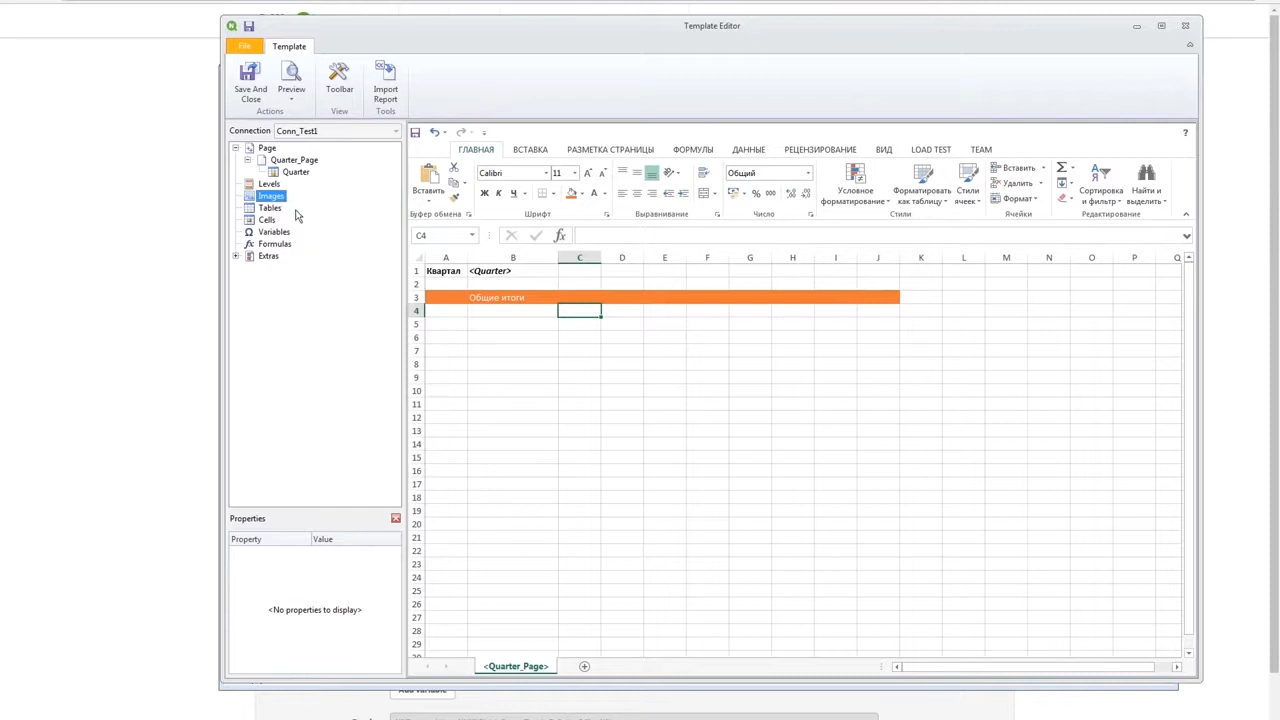 Template Editor
File Template
Save And Close
Preview
Toolbar
Import Report
Actions View Tools
Connection Conn_Test1
Page
Quarter_Page
Quarter
Levels
Images
Tables
Cells
Variables
Formulas
Extras
Properties
Property Value
<No properties to display>
ГЛАВНАЯ ВСТАВКА РАЗМЕТКА СТРАНИЦЫ ФОРМУЛЫ ДАННЫЕ РЕЦЕНЗИРОВАНИЕ ВИД LOAD TEST TEAM
Вставить
Calibri 11
Ж К Ч
Общий
% 000
Условное форматирование
Форматировать как таблицу
Стили ячеек
Вставить
Удалить
Формат
Сортировка и фильтр
Найти и выделить
Буфер обмена Шрифт Выравнивание Число Стили Ячейки Редактирование
C4 fx
A B C D E F G H I J K L M N O P Q
1 Квартал <Quarter>
2
3 Общие итоги
4
5
6
7
8
9
10
11
12
13
14
15
16
17
18
19
20
21
22
23
24
25
26
27
28
29
<Quarter_Page>
Add variable